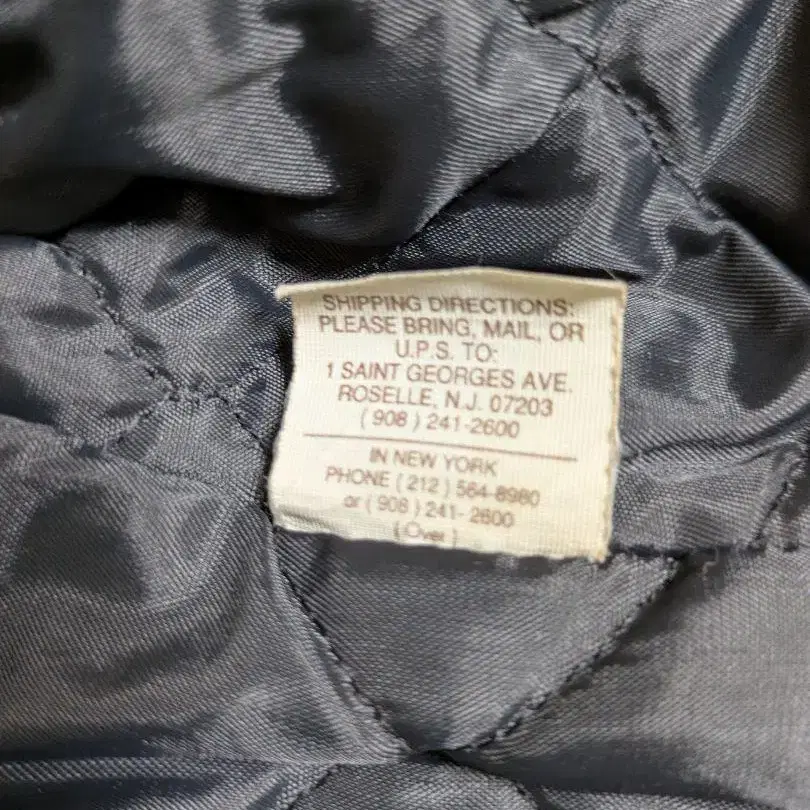 SHIPPING DIRECTIONS:
PLEASE BRING, MAIL, OR
U.P.S. TO:
1 SAINT GEORGES AVE.
ROSELLE, N.J. 07203
( 908 ) 241-2600
IN NEW YORK
PHONE ( 212 ) 564-8980
or ( 908 ) 241-2600
( Over )